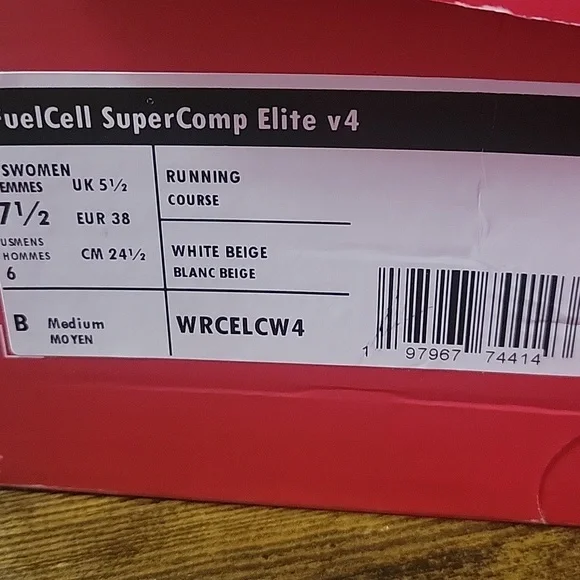 FuelCell SuperComp Elite v4
SWOMEN
EMMES
UK 5½
7½
EUR 38
USMENS
HOMMES
CM 24½
6
B Medium
MOYEN
RUNNING
COURSE
WHITE BEIGE
BLANC BEIGE
WRCELCW4
1 97967 74414